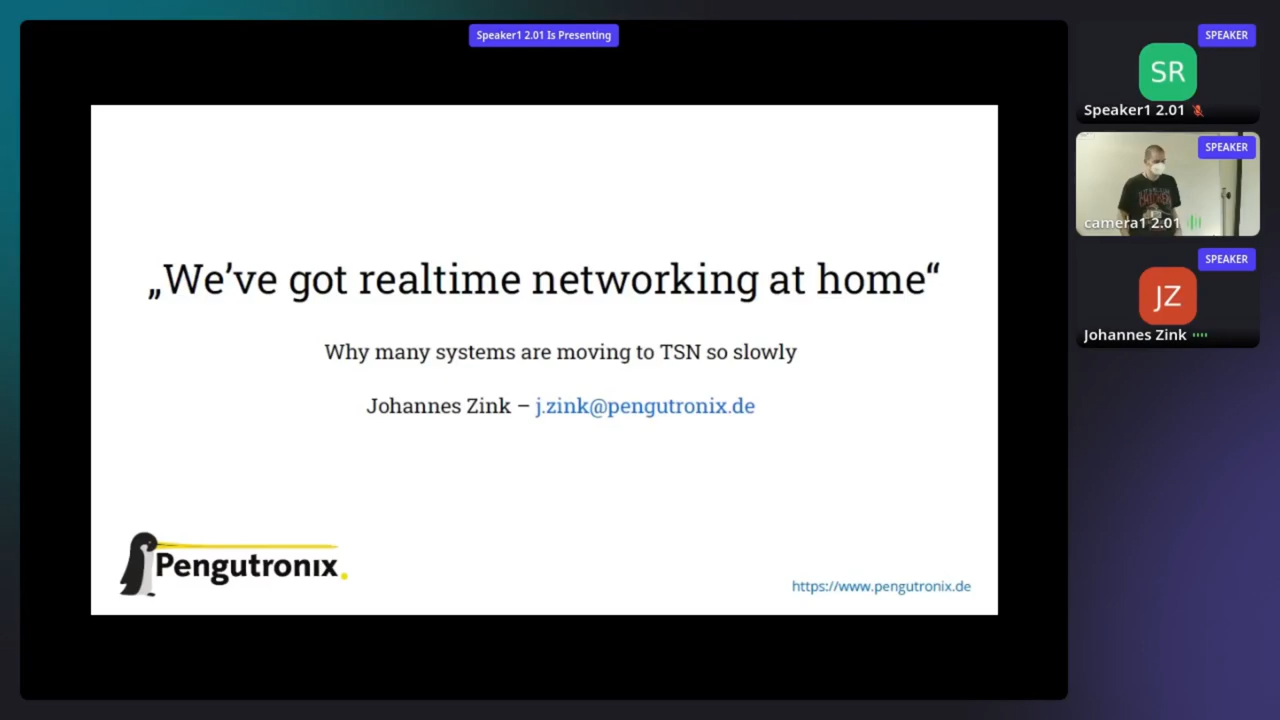 Speaker1 2.01 Is Presenting
„We’ve got realtime networking at home“
Why many systems are moving to TSN so slowly
Johannes Zink – j.zink@pengutronix.de
Pengutronix.
https://www.pengutronix.de
SPEAKER
SR
Speaker1 2.01
SPEAKER
camera1 2.01
SPEAKER
JZ
Johannes Zink